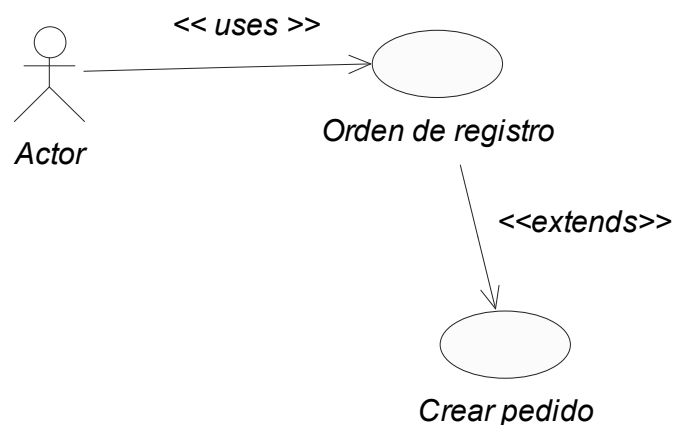 << uses >>
Actor
Orden de registro
<<extends>>
Crear pedido